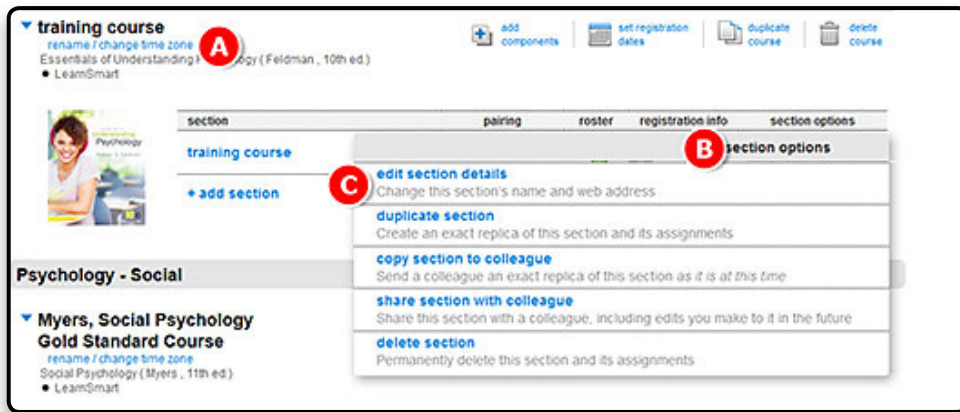 training course
rename / change time zone
A
Essentials of Understanding Psychology ( Feldman , 10th ed.)
LearnSmart
add components
set registration dates
duplicate course
delete course
Understanding
Psychology
section pairing roster registration info section options
training course
+ add section
B
section options
C
edit section details
Change this section's name and web address
duplicate section
Create an exact replica of this section and its assignments
copy section to colleague
Send a colleague an exact replica of this section as it is at this time
share section with colleague
Share this section with a colleague, including edits you make to it in the future
delete section
Permanently delete this section and its assignments
Psychology - Social
Myers, Social Psychology
Gold Standard Course
rename / change time zone
Social Psychology ( Myers , 11th ed.)
LearnSmart